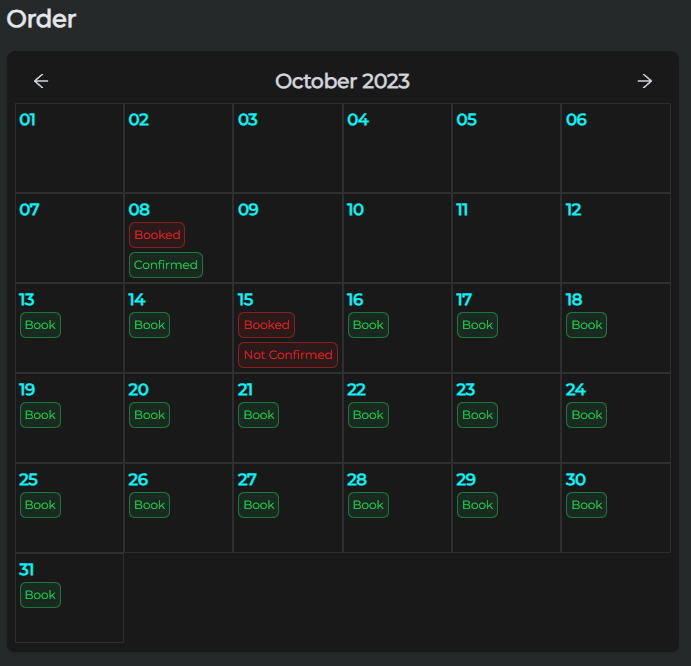 Order
October 2023
01 02 03 04 05 06
07 08 09 10 11 12
Booked
Confirmed
13 14 15 16 17 18
Book Book Booked Book Book Book
Not Confirmed
19 20 21 22 23 24
Book Book Book Book Book Book
25 26 27 28 29 30
Book Book Book Book Book Book
31
Book